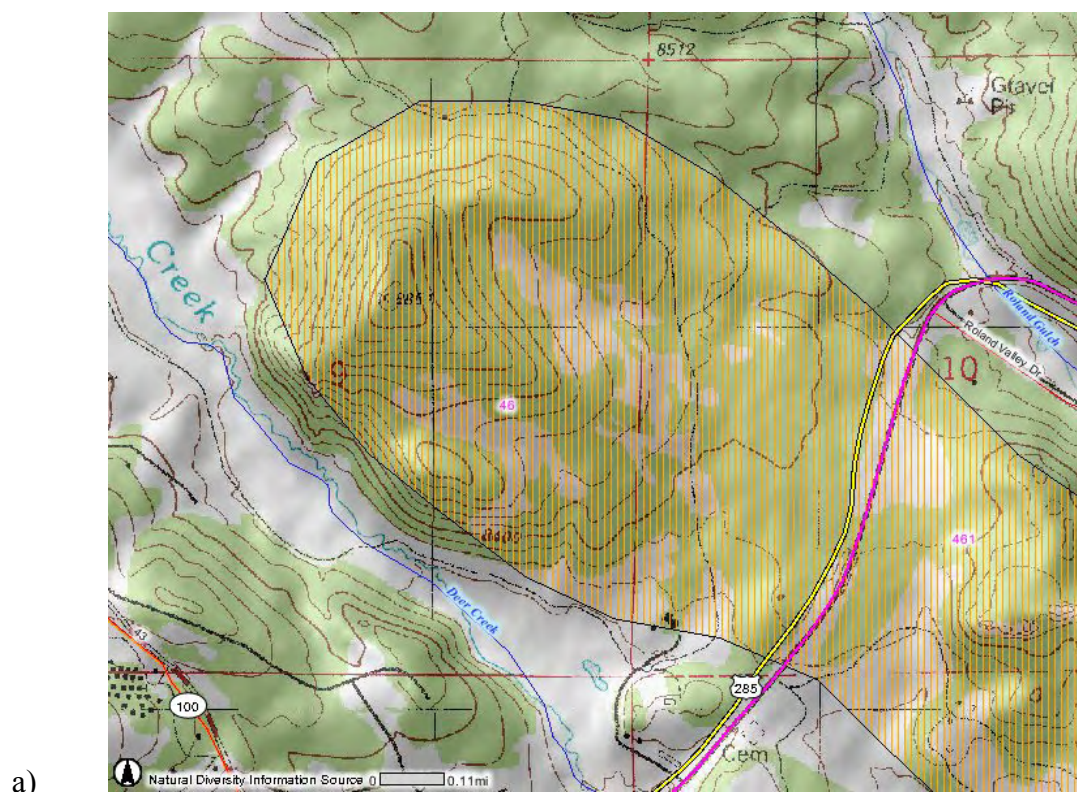 8512
Gravel
Pit
Creek
Roland Gulch
Roland Valley Dr
9
10
46
8400
461
Deer Creek
43
100
285
Cem
Natural Diversity Information Source 0 0.11mi
a)